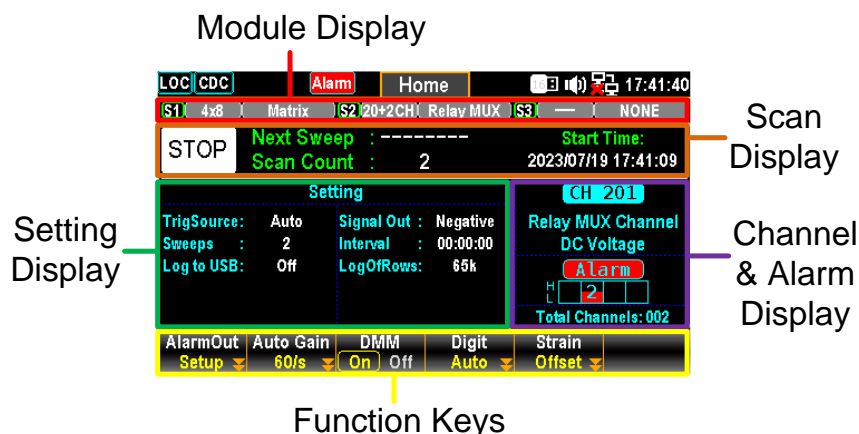 Module Display
LOC CDC Alarm Home 17:41:40
S1 4x8 Matrix S2 20+2CH Relay MUX S3 — NONE
STOP Next Sweep : -------- Start Time:
Scan Count : 2 2023/07/19 17:41:09
Scan
Display
Setting
TrigSource: Auto Signal Out : Negative
Sweeps : 2 Interval : 00:00:00
Log to USB: Off LogOfRows: 65k
CH 201
Relay MUX Channel
DC Voltage
Alarm
H
L 2
Total Channels: 002
Setting
Display
Channel
& Alarm
Display
AlarmOut Auto Gain DMM Digit Strain
Setup 60/s On Off Auto Offset
Function Keys